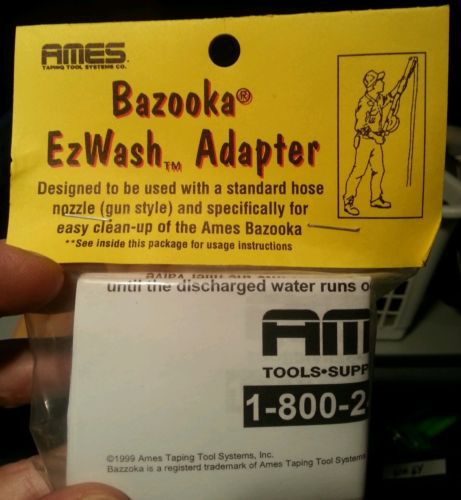 AMES.
TAPING TOOL SYSTEMS CO.
Bazooka®
EzWash™ Adapter
Designed to be used with a standard hose
nozzle (gun style) and specifically for
easy clean-up of the Ames Bazooka
**See inside this package for usage instructions
until the discharged water runs o
AM
TOOLS•SUPP
1-800-2
©1999 Ames Taping Tool Systems, Inc.
Bazzoka is a registerd trademark of Ames Taping Tool Systems